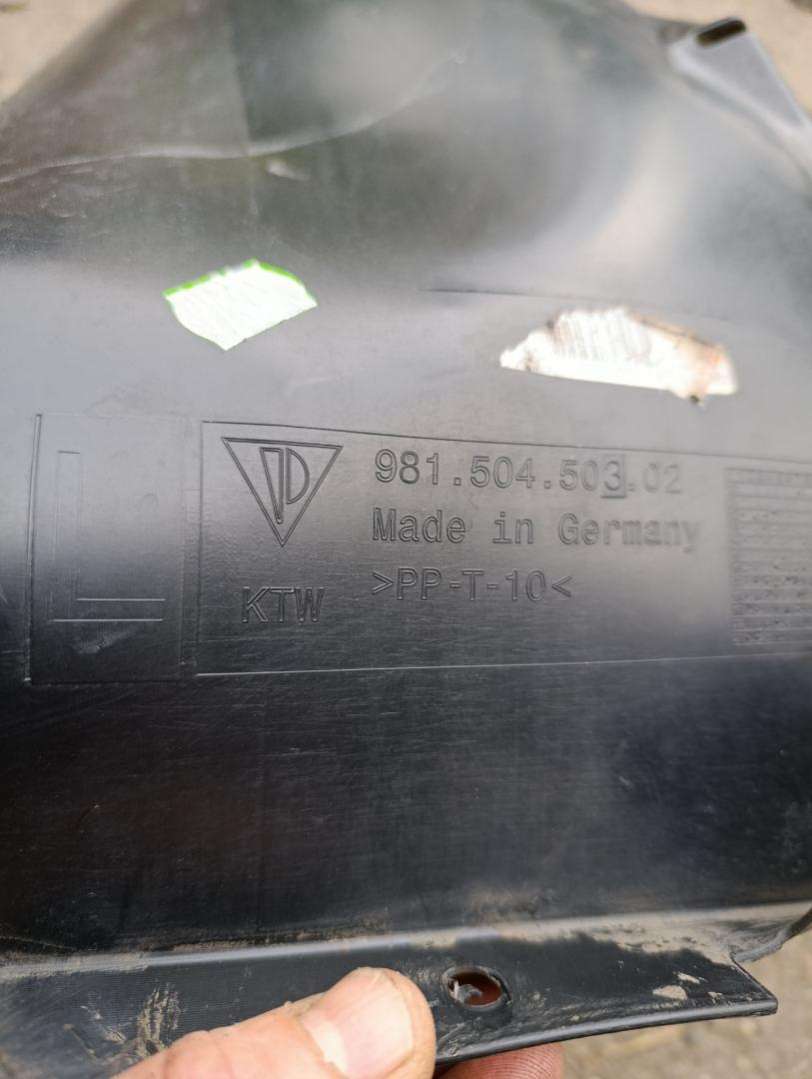 L
981.504.503.02
Made in Germany
KTW
>PP-T-10<